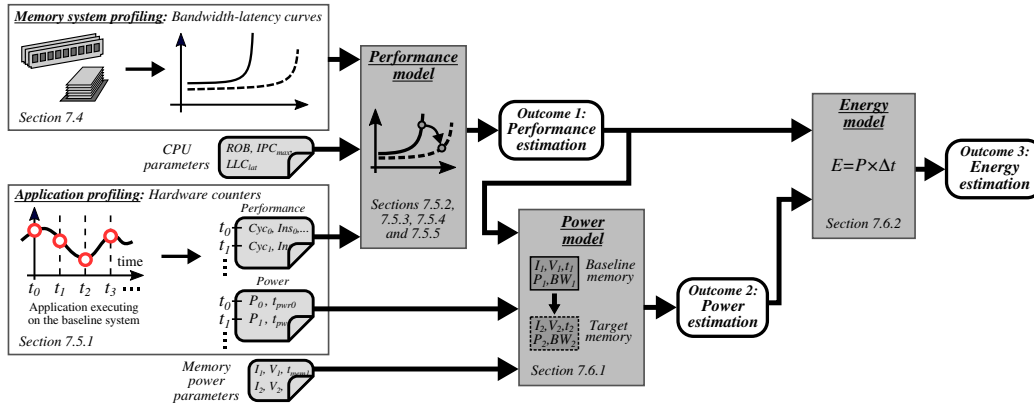 Memory system profiling: Bandwidth-latency curves
Section 7.4
CPU
parameters
ROB, IPCmax,
LLClat
Application profiling: Hardware counters
time
t0 t1 t2 t3 ....
Application executing
on the baseline system
Section 7.5.1
Performance
t0
t1
Cyc0, Ins0,...
Cyc1, In
Power
t0
t1
P0, tpwr0
P1, tpw
Memory
power
parameters
I1, V1, tmem1
I2, V2,
Performance
model
Sections 7.5.2,
7.5.3, 7.5.4
and 7.5.5
Outcome 1:
Performance
estimation
Power
model
I1,V1,t1
P1,BW1
Baseline
memory
I2,V2,t2
P2,BW2
Target
memory
Section 7.6.1
Outcome 2:
Power
estimation
Energy
model
E=P×Δt
Section 7.6.2
Outcome 3:
Energy
estimation